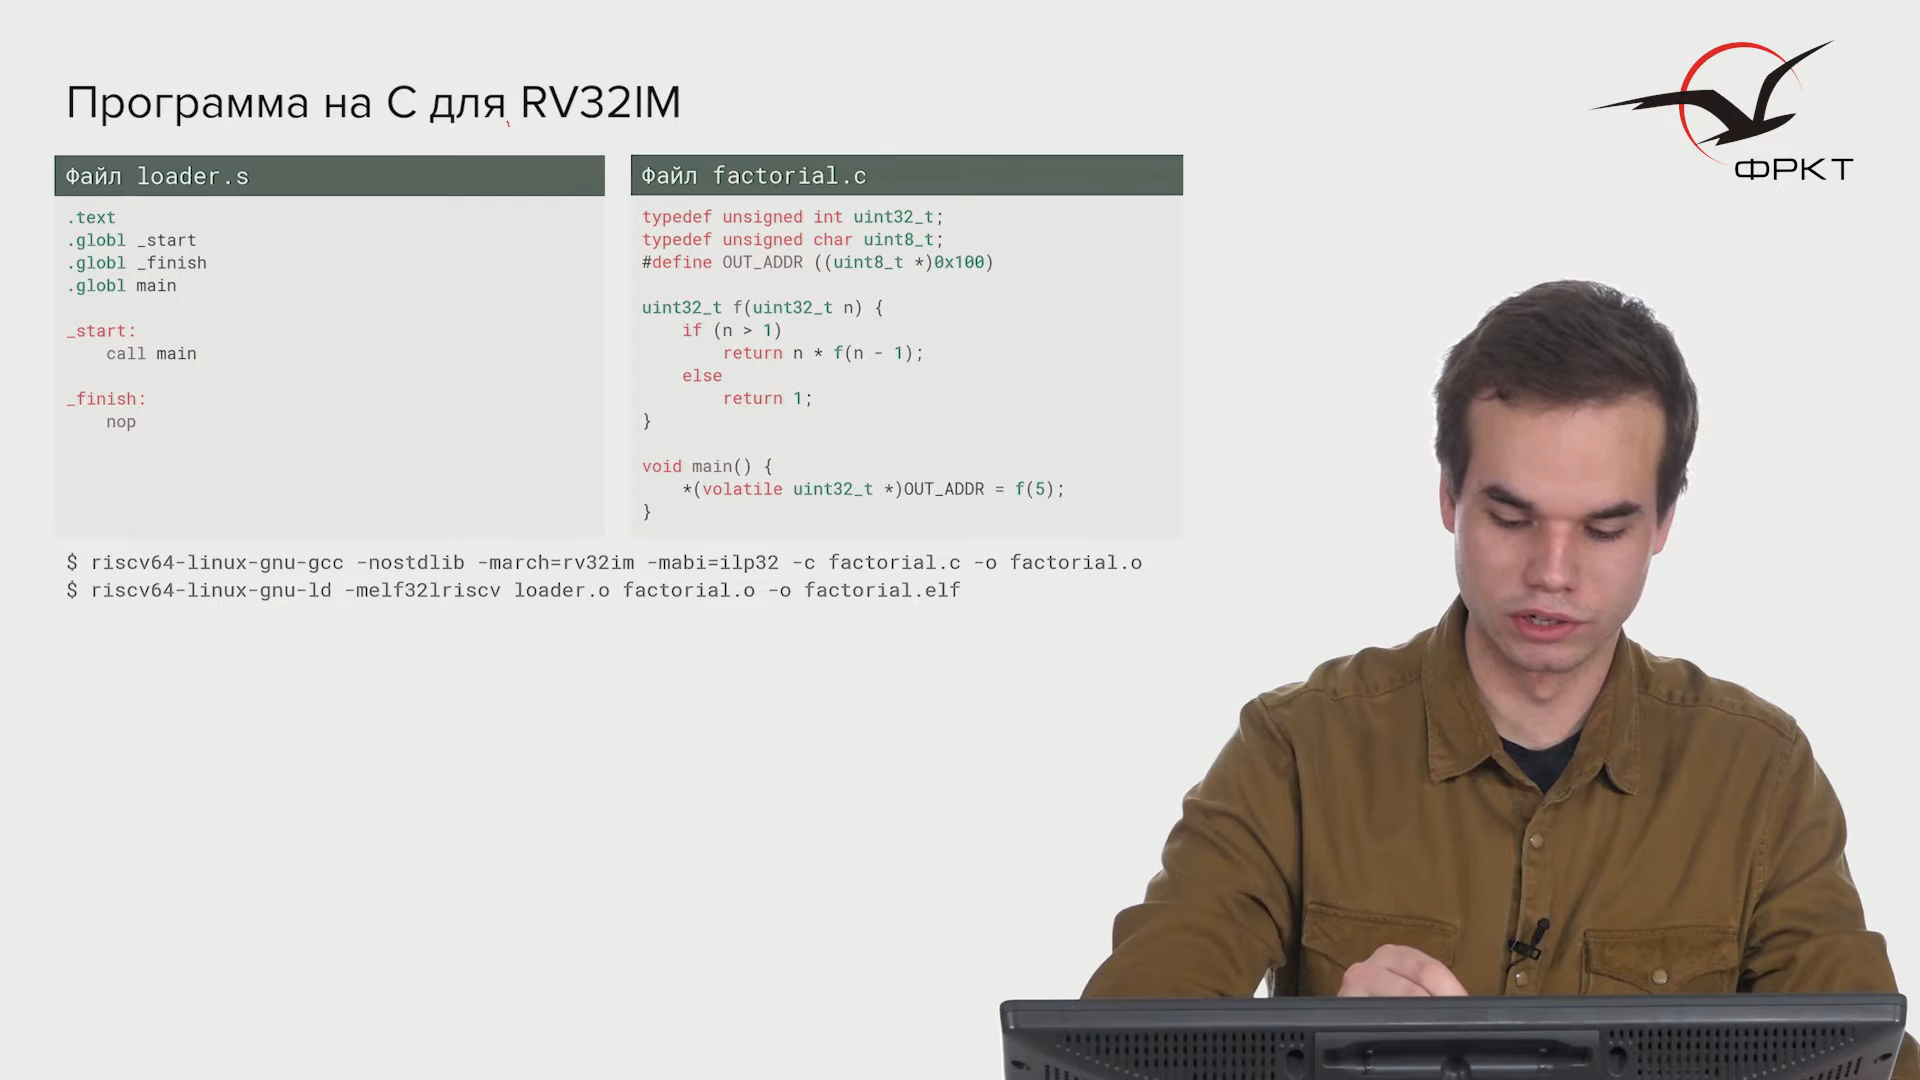 Программа на C для RV32IM
ФРКТ
Файл loader.s
.text
.globl _start
.globl _finish
.globl main
_start:
    call main
_finish:
    nop
Файл factorial.c
typedef unsigned int uint32_t;
typedef unsigned char uint8_t;
#define OUT_ADDR ((uint8_t *)0x100)
uint32_t f(uint32_t n) {
    if (n > 1)
        return n * f(n - 1);
    else
        return 1;
}
void main() {
    *(volatile uint32_t *)OUT_ADDR = f(5);
}
$ riscv64-linux-gnu-gcc -nostdlib -march=rv32im -mabi=ilp32 -c factorial.c -o factorial.o
$ riscv64-linux-gnu-ld -melf32lriscv loader.o factorial.o -o factorial.elf